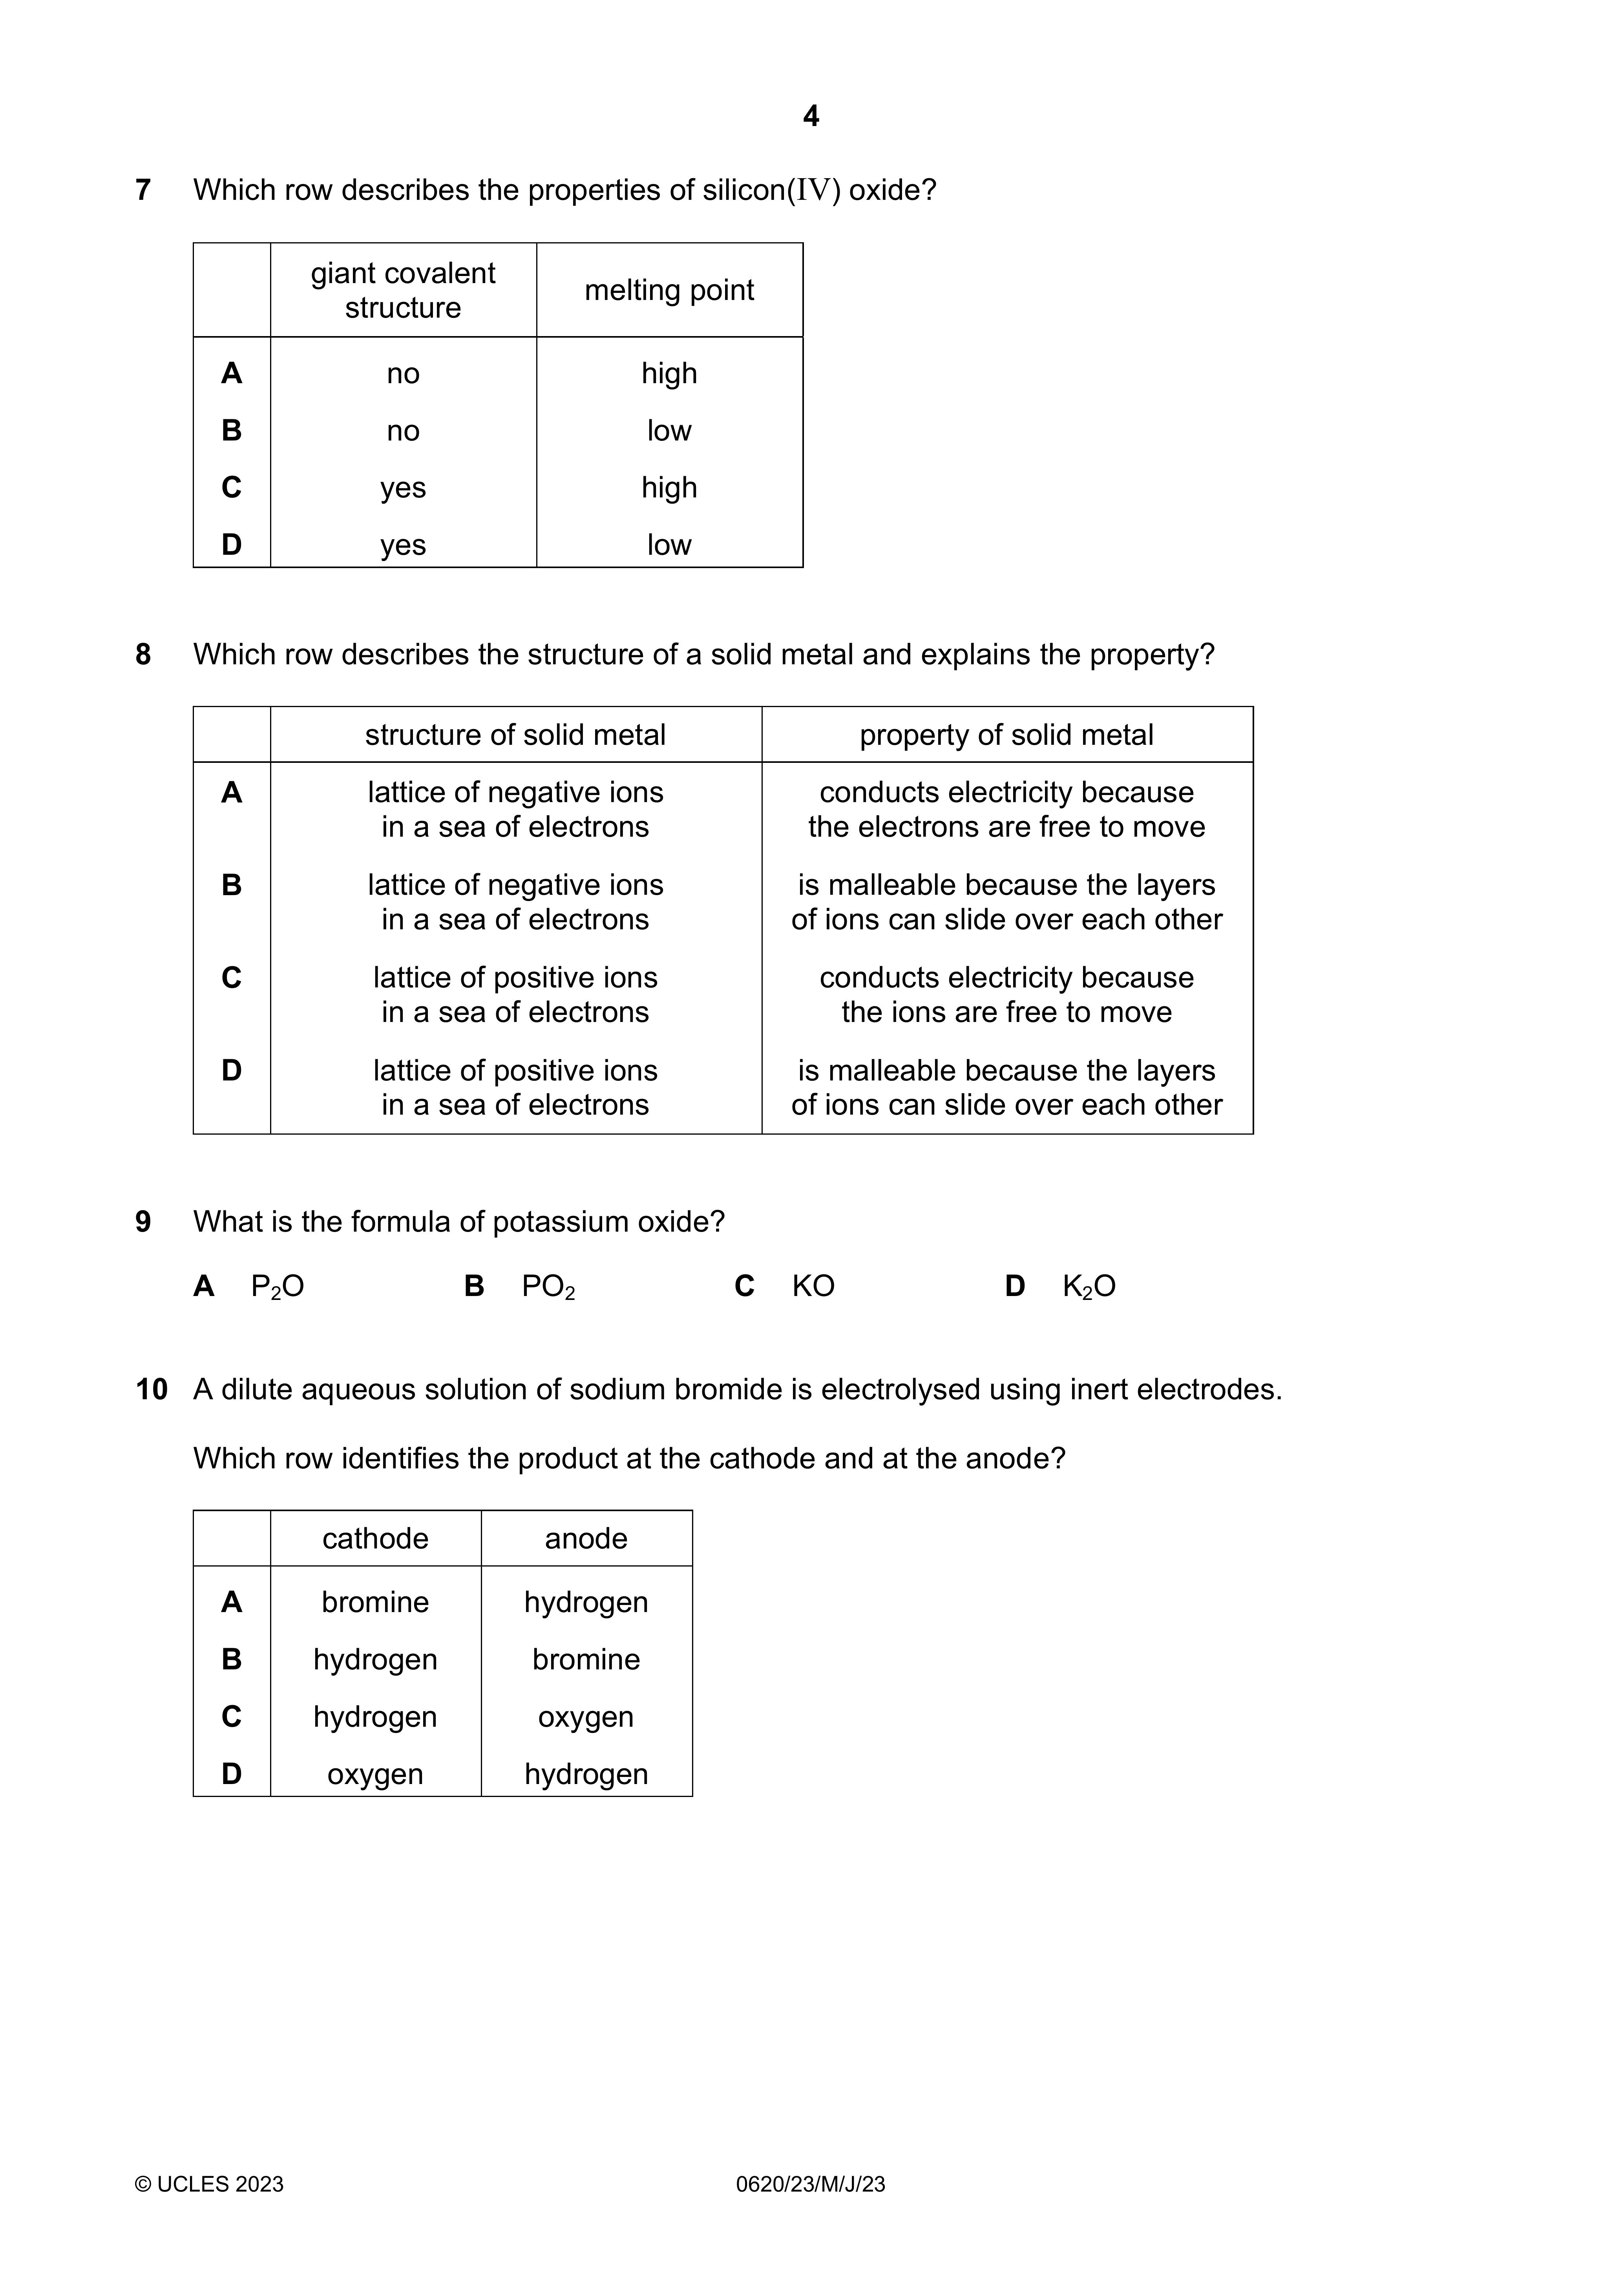 4
7 Which row describes the properties of silicon(IV) oxide?
giant covalent
structure
melting point
A no high
B no low
C yes high
D yes low
8 Which row describes the structure of a solid metal and explains the property?
structure of solid metal property of solid metal
A lattice of negative ions conducts electricity because
in a sea of electrons the electrons are free to move
B lattice of negative ions is malleable because the layers
in a sea of electrons of ions can slide over each other
C lattice of positive ions conducts electricity because
in a sea of electrons the ions are free to move
D lattice of positive ions is malleable because the layers
in a sea of electrons of ions can slide over each other
9 What is the formula of potassium oxide?
A P₂O B PO₂ C KO D K₂O
10 A dilute aqueous solution of sodium bromide is electrolysed using inert electrodes.
Which row identifies the product at the cathode and at the anode?
cathode anode
A bromine hydrogen
B hydrogen bromine
C hydrogen oxygen
D oxygen hydrogen
© UCLES 2023 0620/23/M/J/23